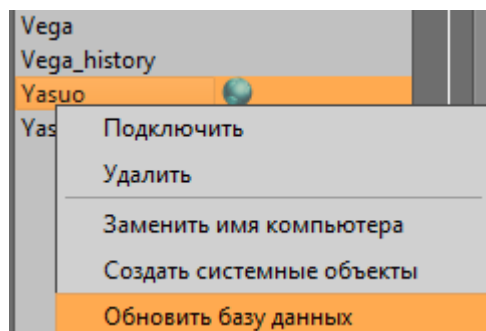 Vega
Vega_history
Yasuo
Yas
Подключить
Удалить
Заменить имя компьютера
Создать системные объекты
Обновить базу данных